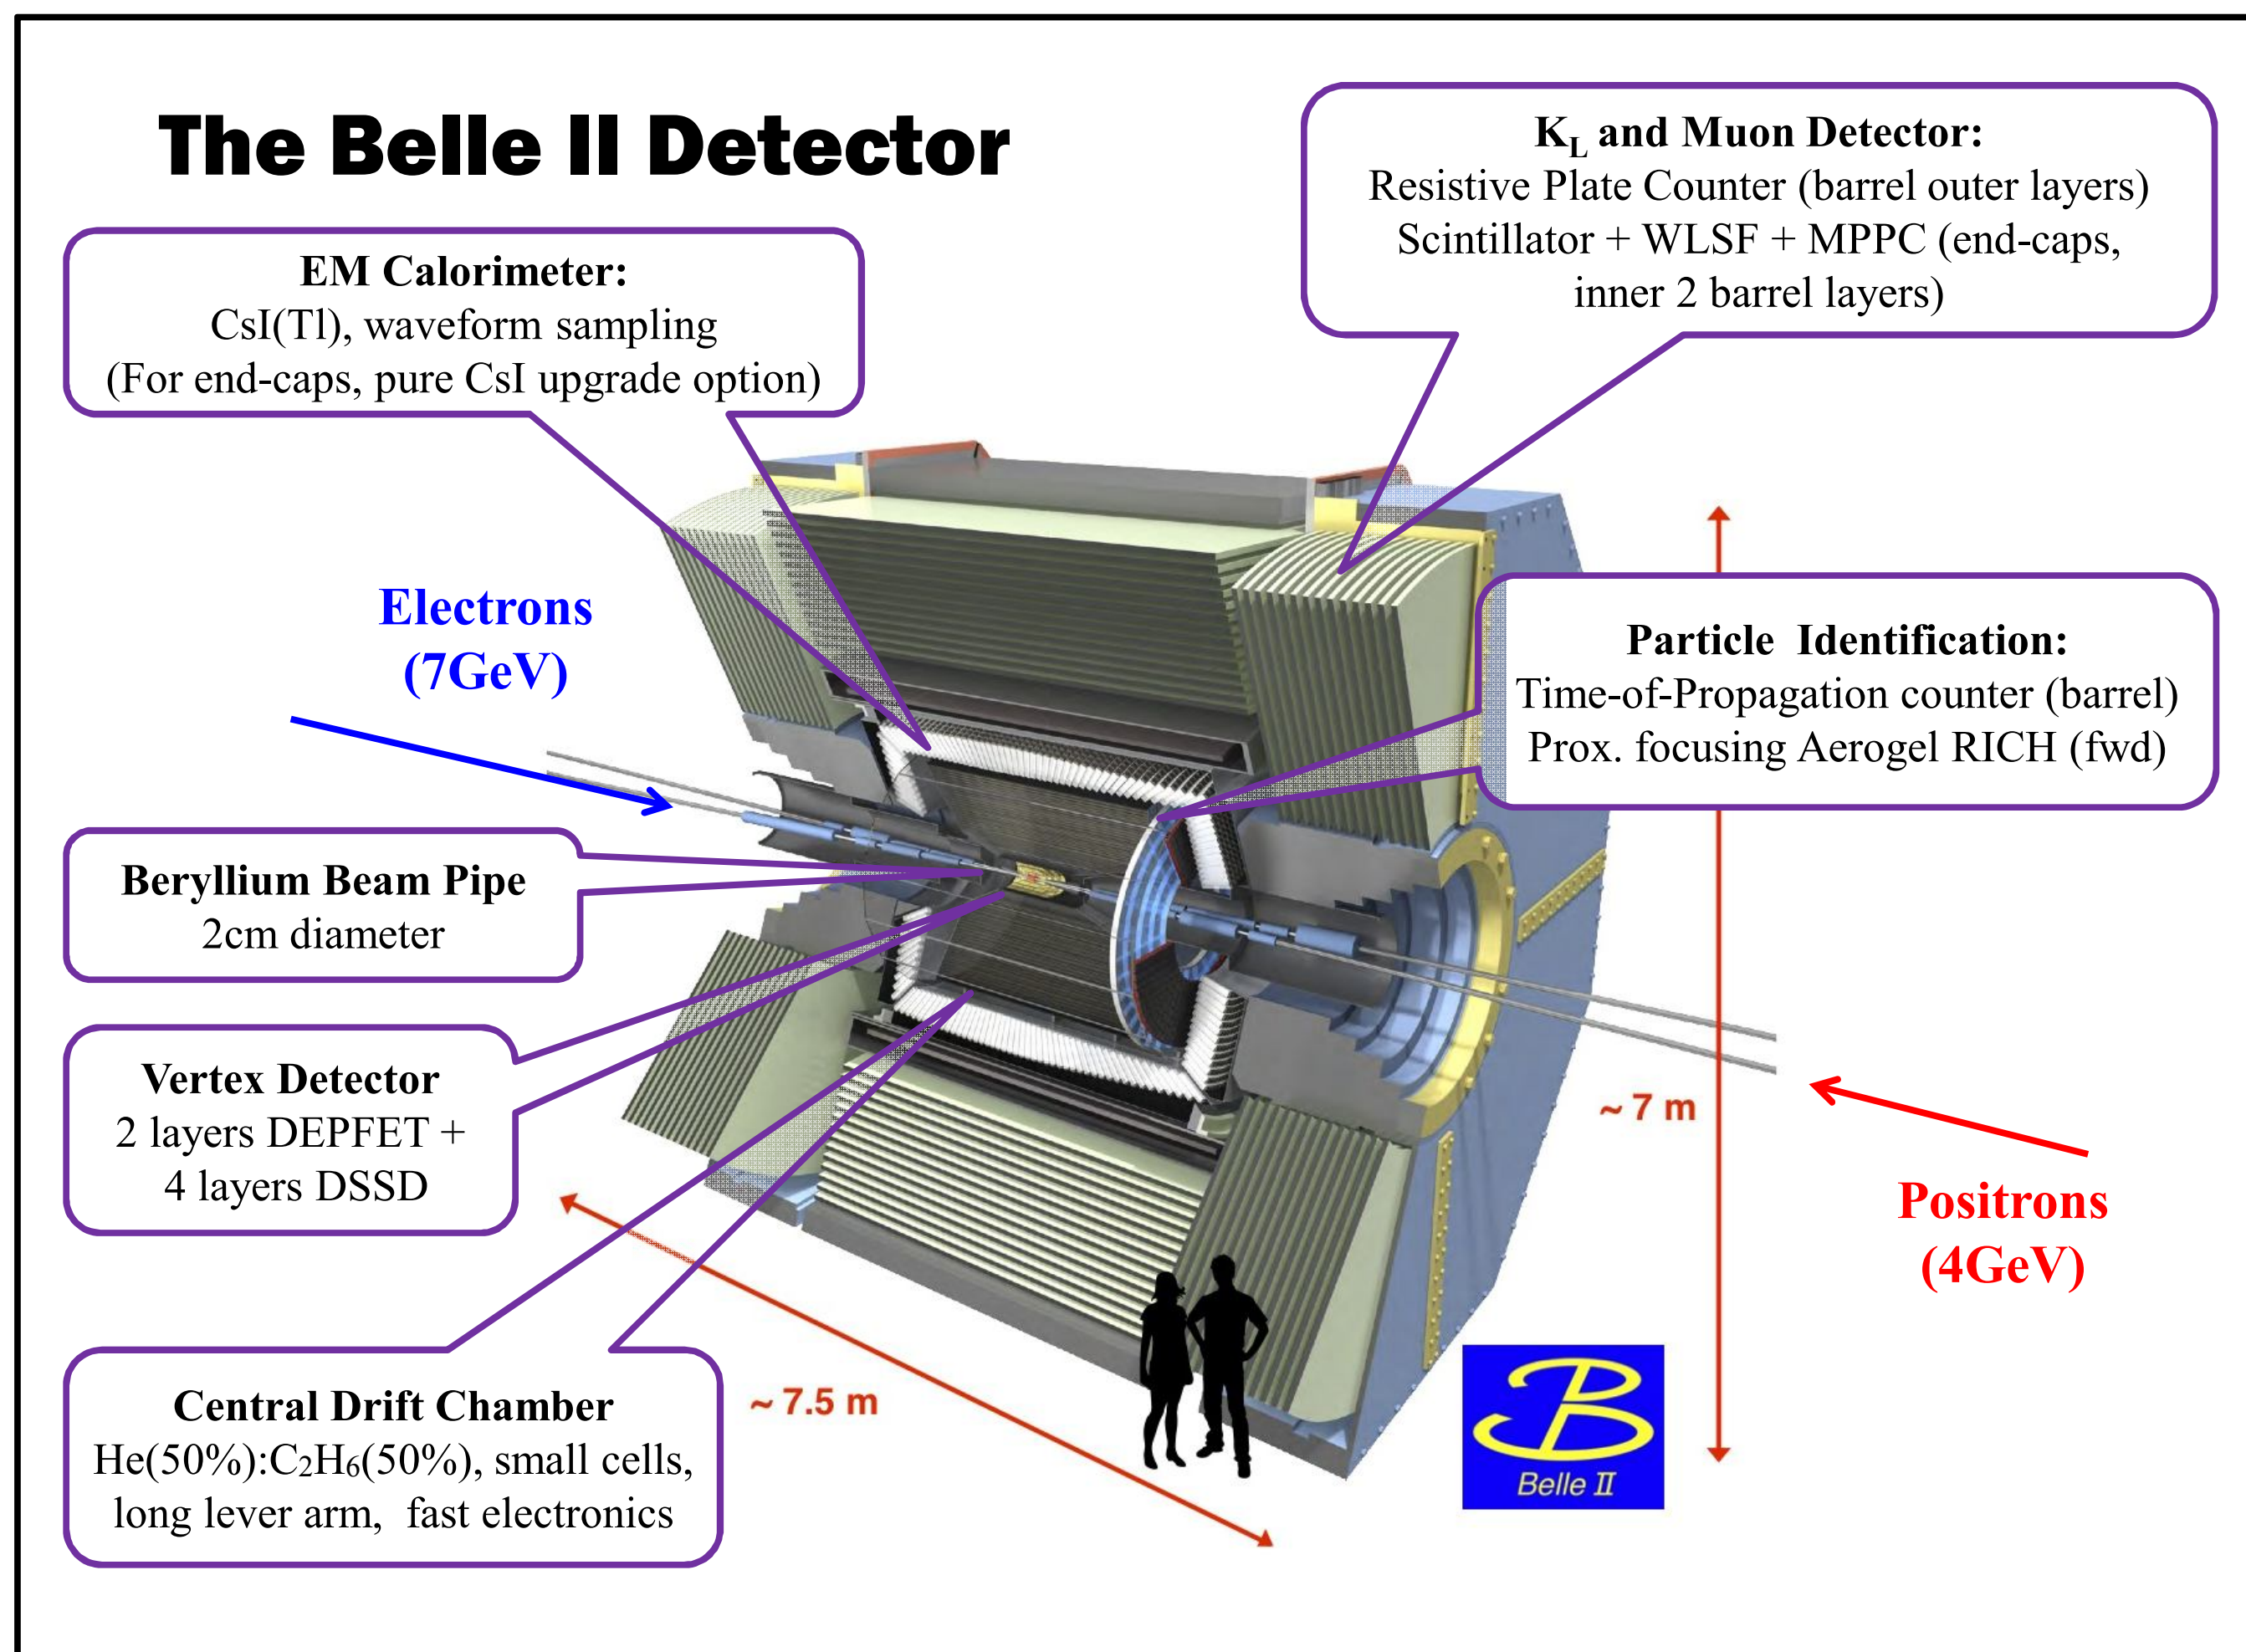 The Belle II Detector
K_L and Muon Detector:
Resistive Plate Counter (barrel outer layers)
Scintillator + WLSF + MPPC (end-caps,
inner 2 barrel layers)
EM Calorimeter:
CsI(Tl), waveform sampling
(For end-caps, pure CsI upgrade option)
Electrons
(7GeV)
Particle Identification:
Time-of-Propagation counter (barrel)
Prox. focusing Aerogel RICH (fwd)
Beryllium Beam Pipe
2cm diameter
Vertex Detector
2 layers DEPFET +
4 layers DSSD
~ 7 m
Positrons
(4GeV)
Central Drift Chamber
He(50%):C₂H₆(50%), small cells,
long lever arm, fast electronics
~ 7.5 m
B
Belle II